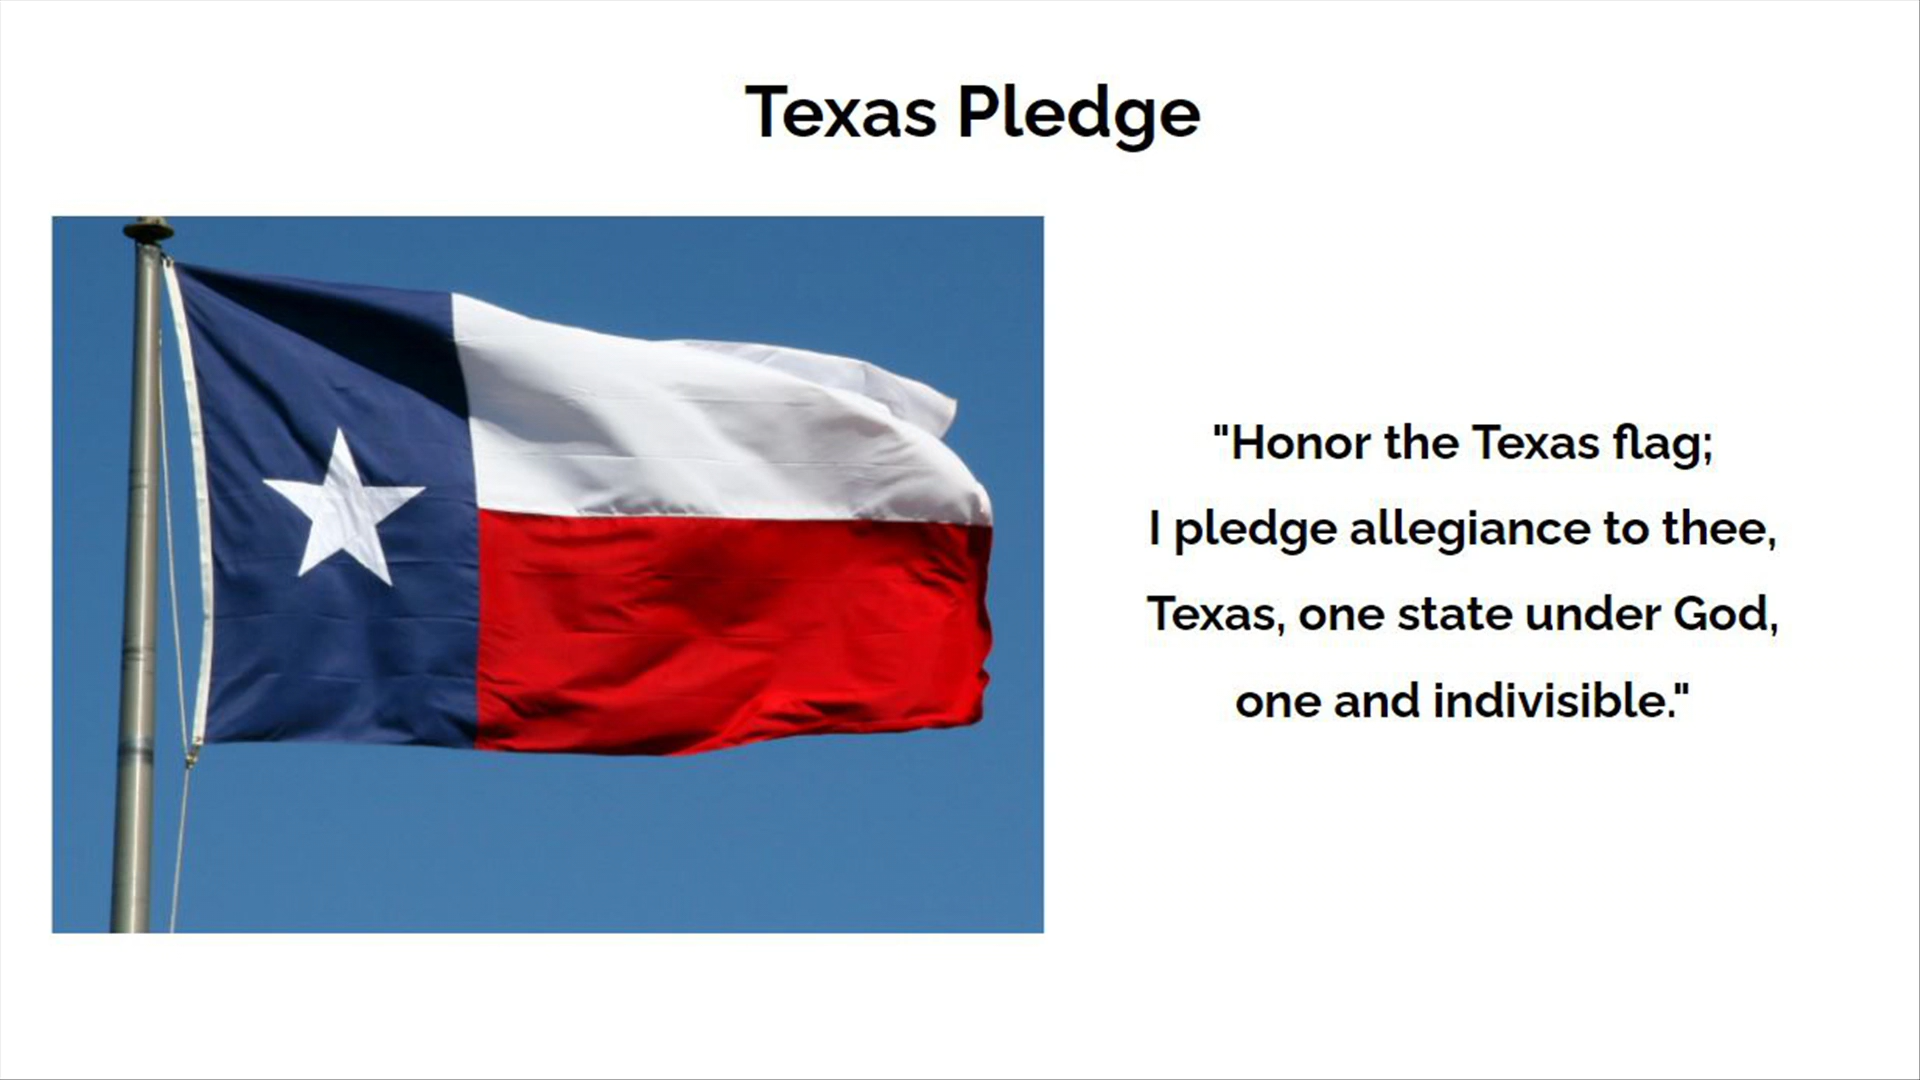 Texas Pledge
"Honor the Texas flag;
I pledge allegiance to thee,
Texas, one state under God,
one and indivisible."